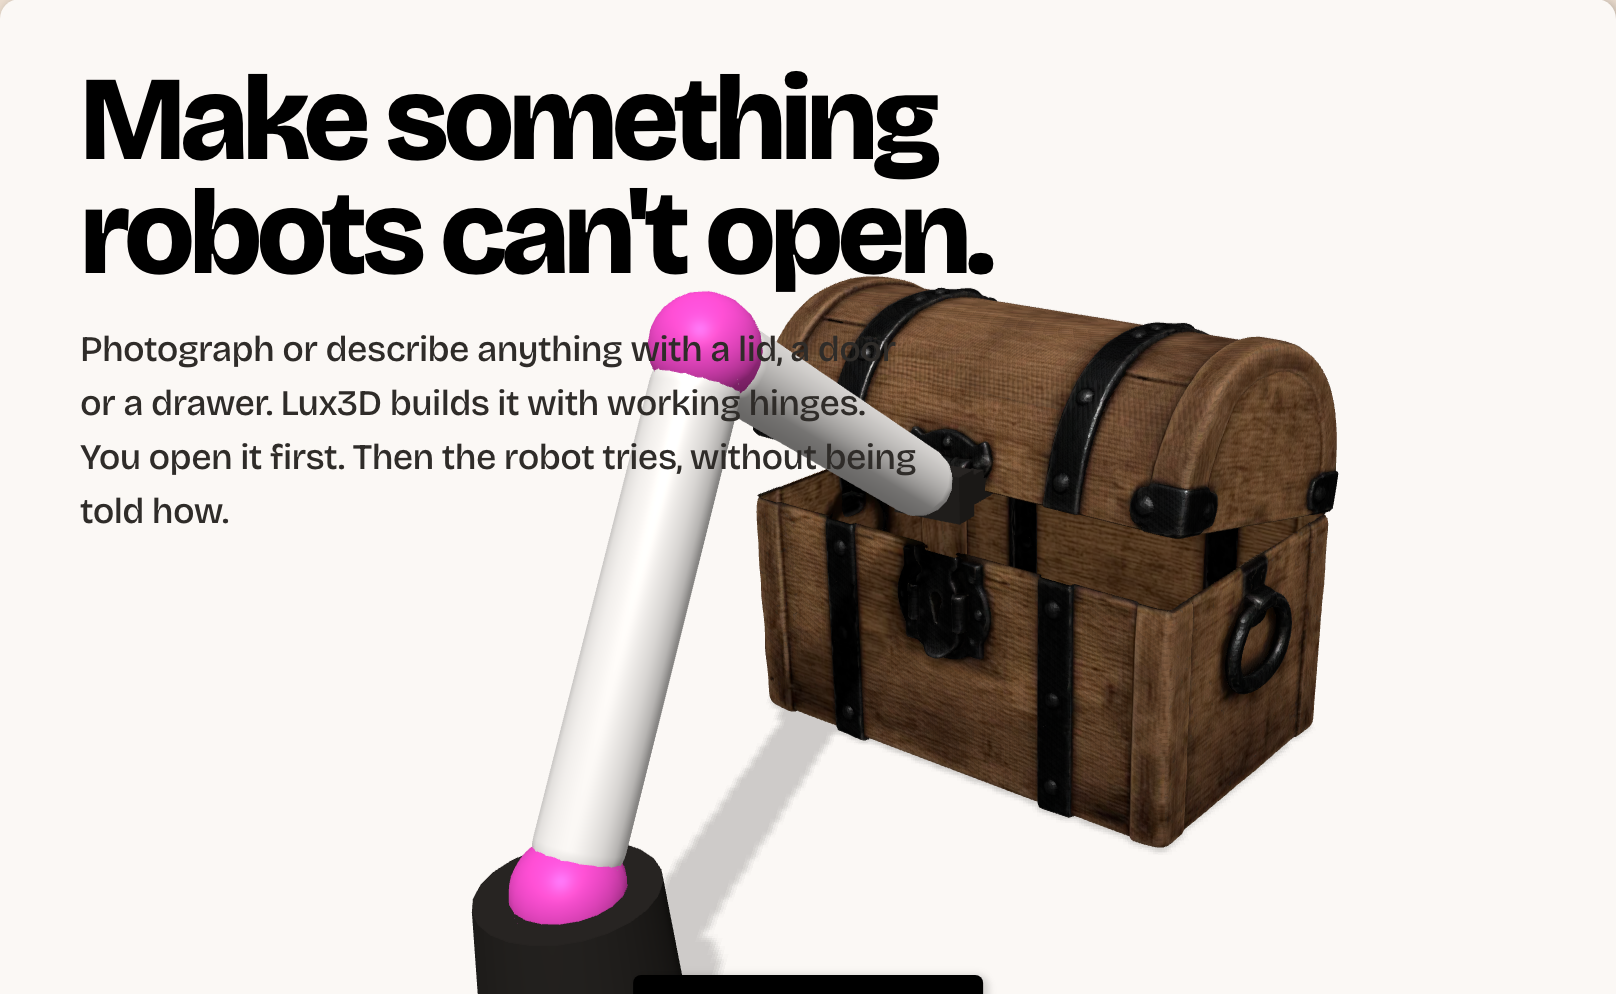 Make something
robots can't open.
Photograph or describe anything with a lid, a door
or a drawer. Lux3D builds it with working hinges.
You open it first. Then the robot tries, without being
told how.